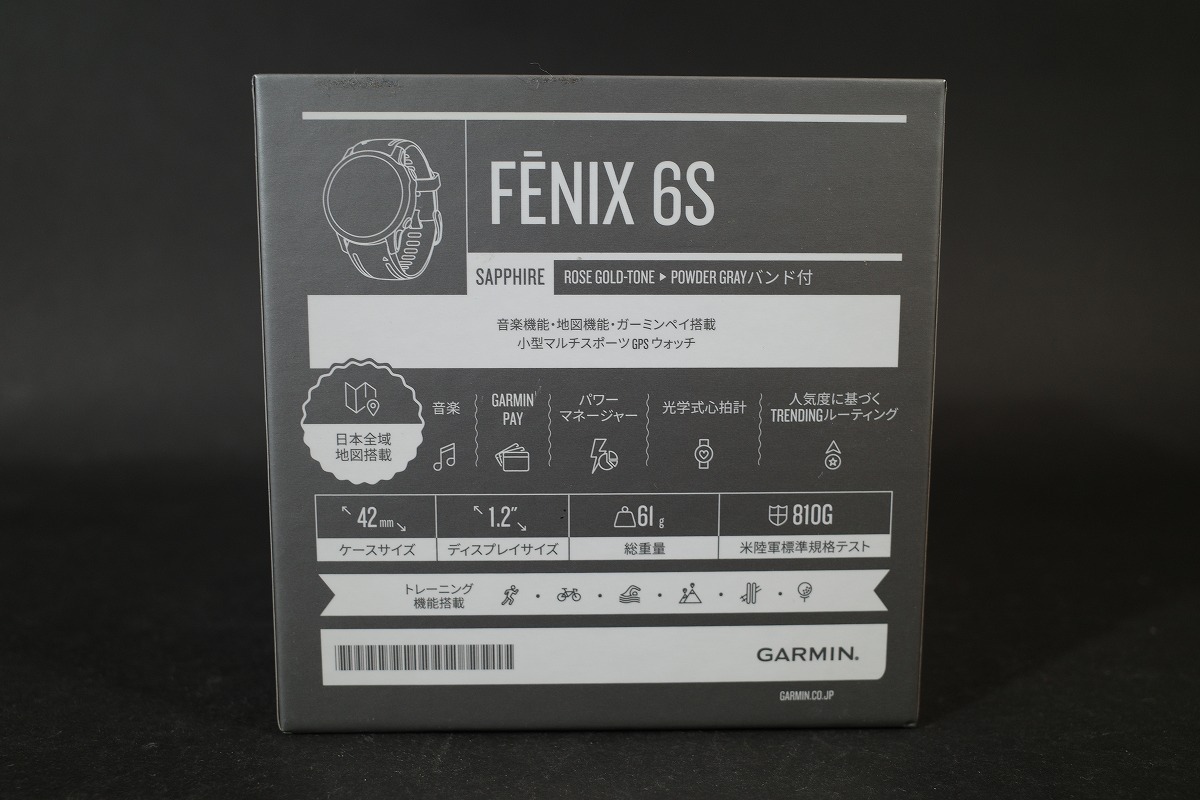 FĒNIX 6S
SAPPHIRE
ROSE GOLD-TONE ▶ POWDER GRAYバンド付
音楽機能・地図機能・ガーミンペイ搭載
小型マルチスポーツGPSウォッチ
日本全域
地図搭載
音楽
GARMIN
PAY
パワー
マネージャー
光学式心拍計
人気度に基づく
TRENDINGルーティング
42mm
1.2"
61g
810G
ケースサイズ
ディスプレイサイズ
総重量
米陸軍標準規格テスト
トレーニング
機能搭載
GARMIN.
GARMIN.CO.JP